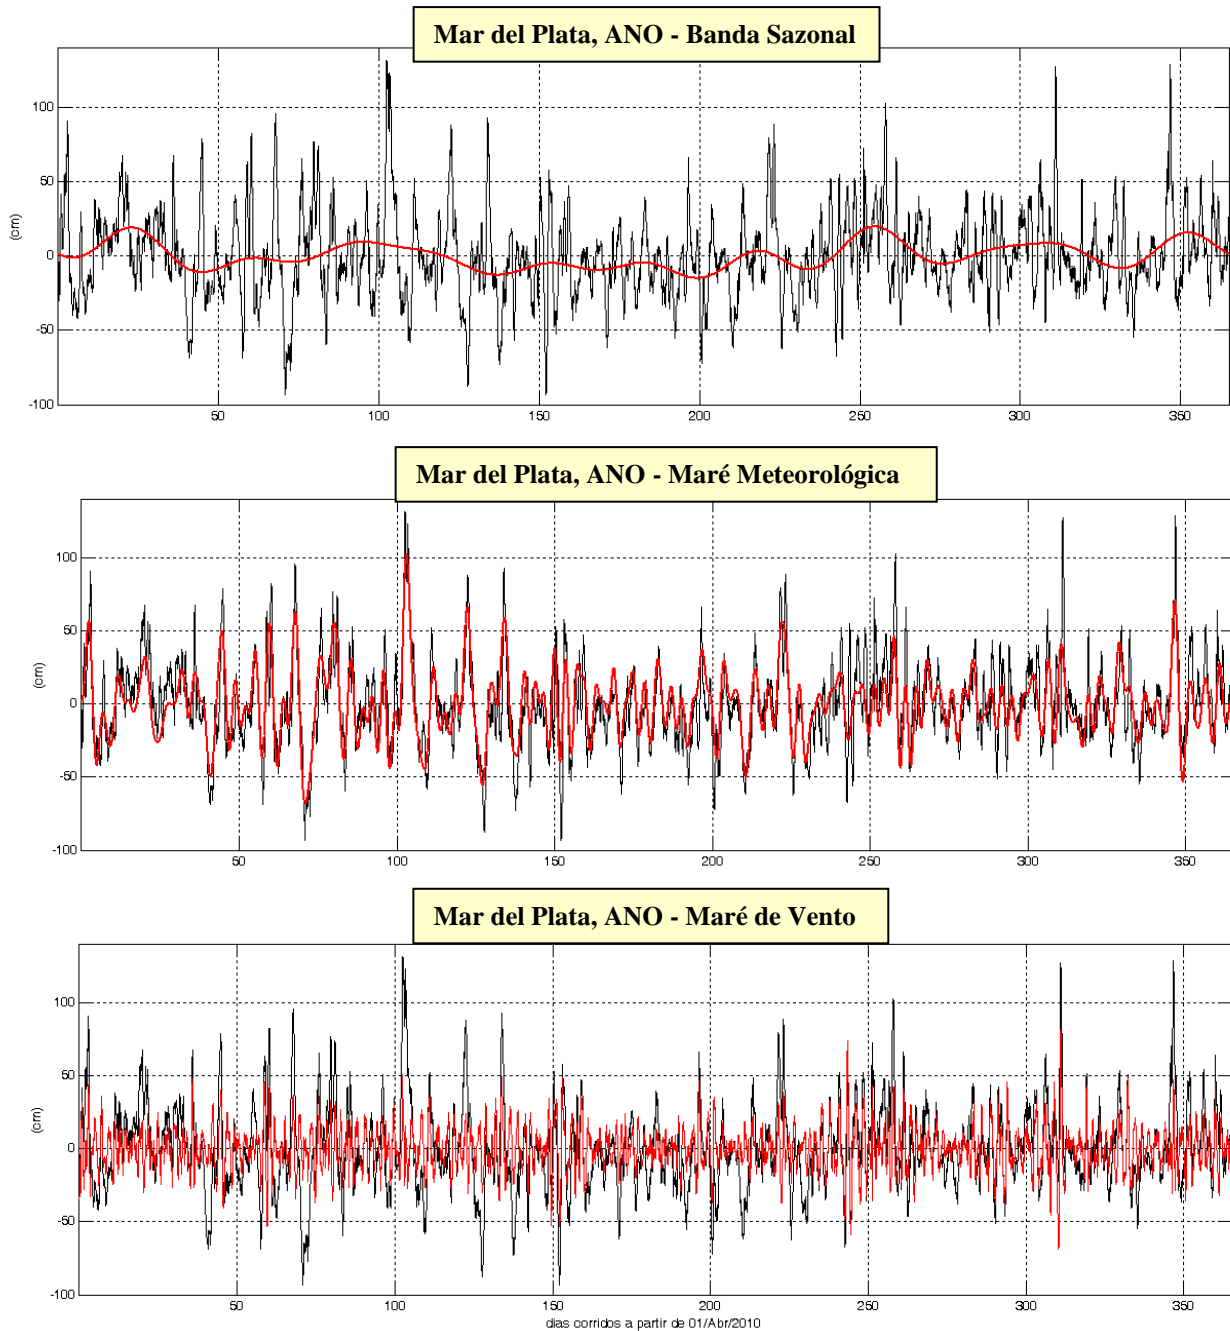 Mar del Plata, ANO - Banda Sazonal
100
50
0
-50
-100
(cm)
50 100 150 200 250 300 350
Mar del Plata, ANO - Maré Meteorológica
100
50
0
-50
-100
(cm)
50 100 150 200 250 300 350
Mar del Plata, ANO - Maré de Vento
100
50
0
-50
-100
(cm)
50 100 150 200 250 300 350
dias corridos a partir de 01/Abr/2010